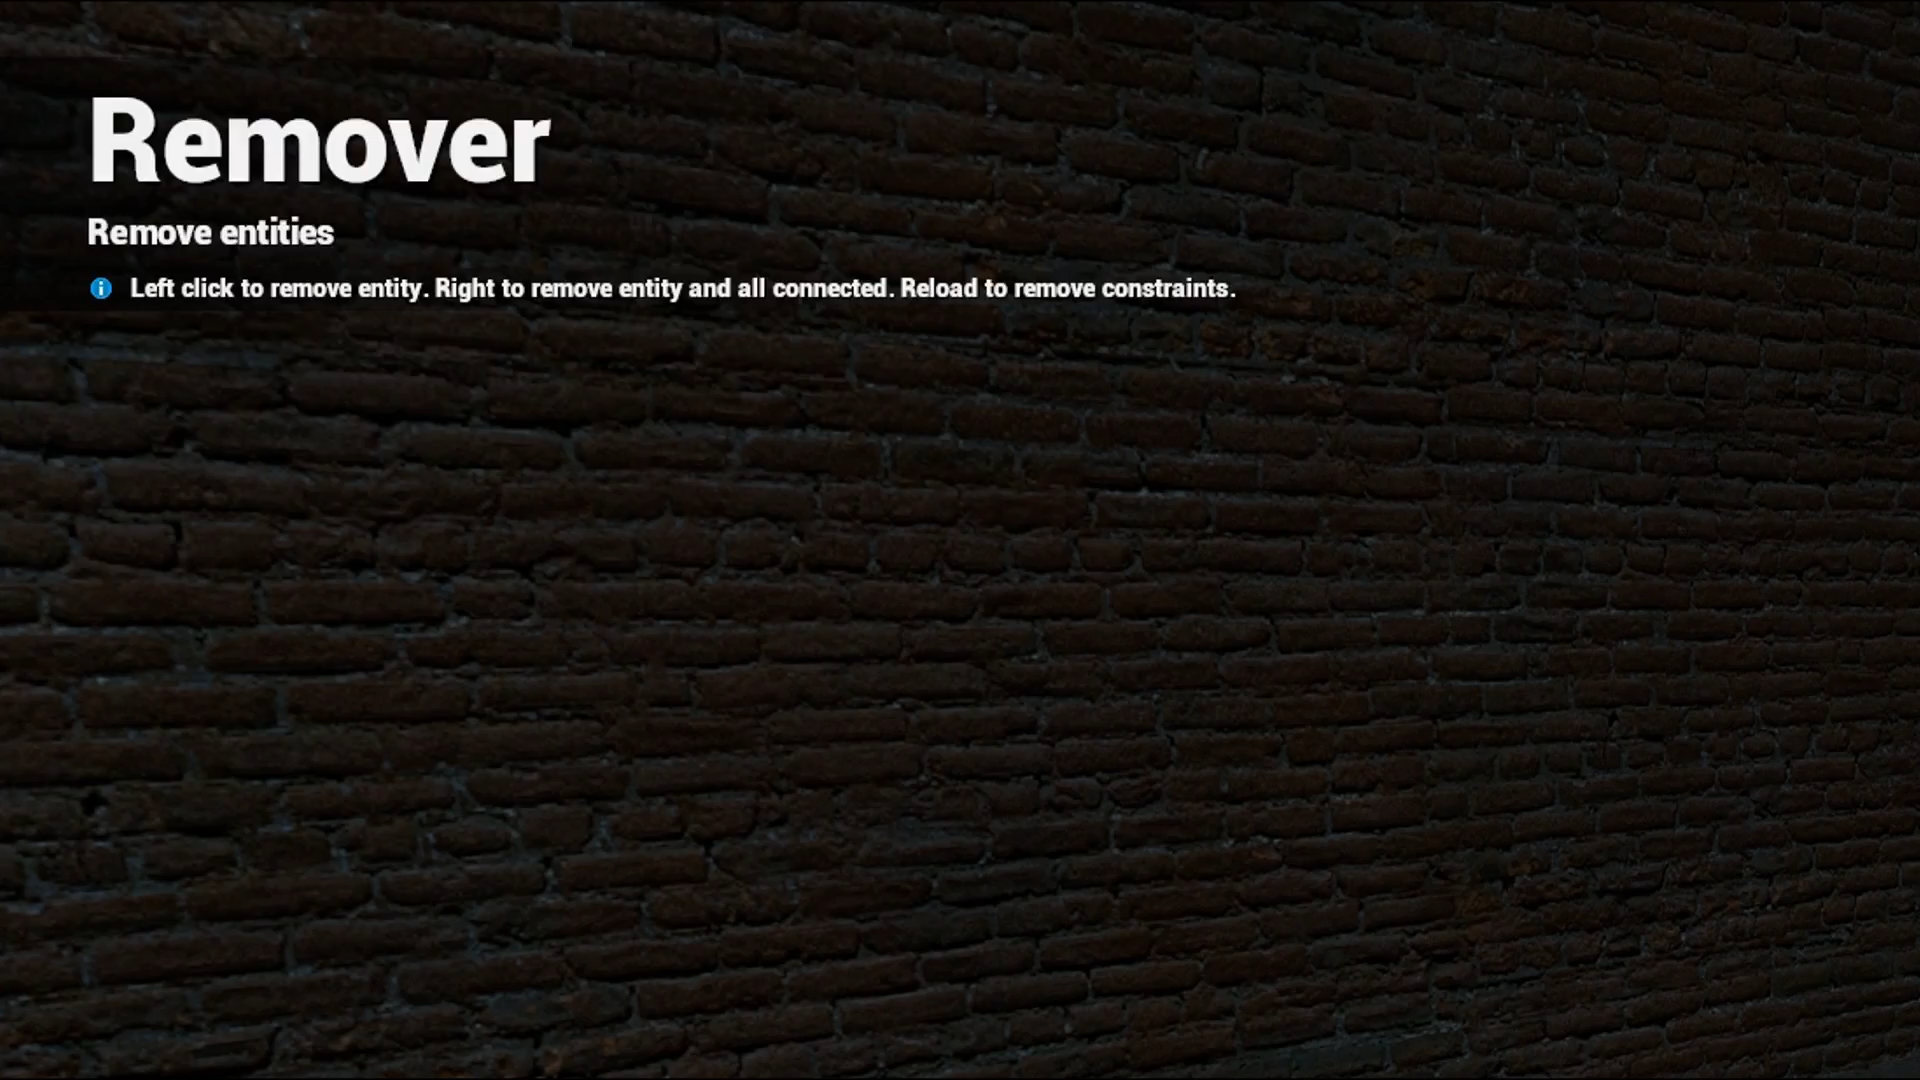 Remover
Remove entities
Left click to remove entity. Right to remove entity and all connected. Reload to remove constraints.